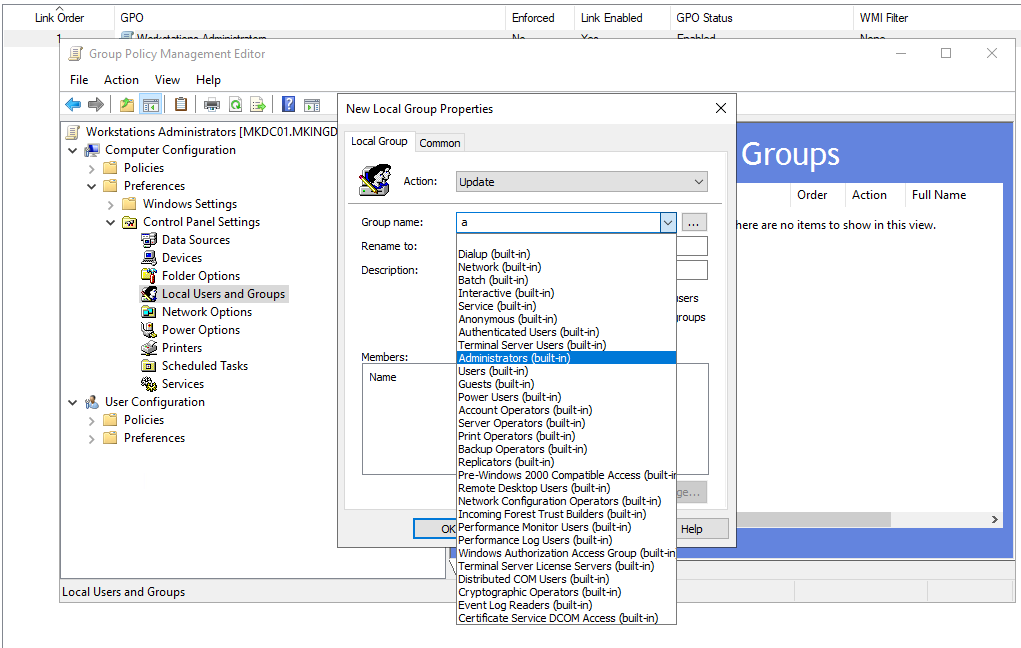 Link Order GPO Enforced Link Enabled GPO Status WMI Filter
1 Workstations Administrators No Yes Enabled None
Group Policy Management Editor
File Action View Help
Workstations Administrators [MKDC01.MKINGD
Computer Configuration
Policies
Preferences
Windows Settings
Control Panel Settings
Data Sources
Devices
Folder Options
Local Users and Groups
Network Options
Power Options
Printers
Scheduled Tasks
Services
User Configuration
Policies
Preferences
New Local Group Properties
Local Group Common
Action: Update
Group name: a ...
Rename to:
Description:
sers
groups
Members:
Name
Dialup (built-in)
Network (built-in)
Batch (built-in)
Interactive (built-in)
Service (built-in)
Anonymous (built-in)
Authenticated Users (built-in)
Terminal Server Users (built-in)
Administrators (built-in)
Users (built-in)
Guests (built-in)
Power Users (built-in)
Account Operators (built-in)
Server Operators (built-in)
Print Operators (built-in)
Backup Operators (built-in)
Replicators (built-in)
Pre-Windows 2000 Compatible Access (built-in
Remote Desktop Users (built-in)
Network Configuration Operators (built-in)
Incoming Forest Trust Builders (built-in)
Performance Monitor Users (built-in)
Performance Log Users (built-in)
Windows Authorization Access Group (built-in
Terminal Server License Servers (built-in)
Distributed COM Users (built-in)
Cryptographic Operators (built-in)
Event Log Readers (built-in)
Certificate Service DCOM Access (built-in)
ge...
OK Help
Groups
Order Action Full Name
here are no items to show in this view.
Local Users and Groups